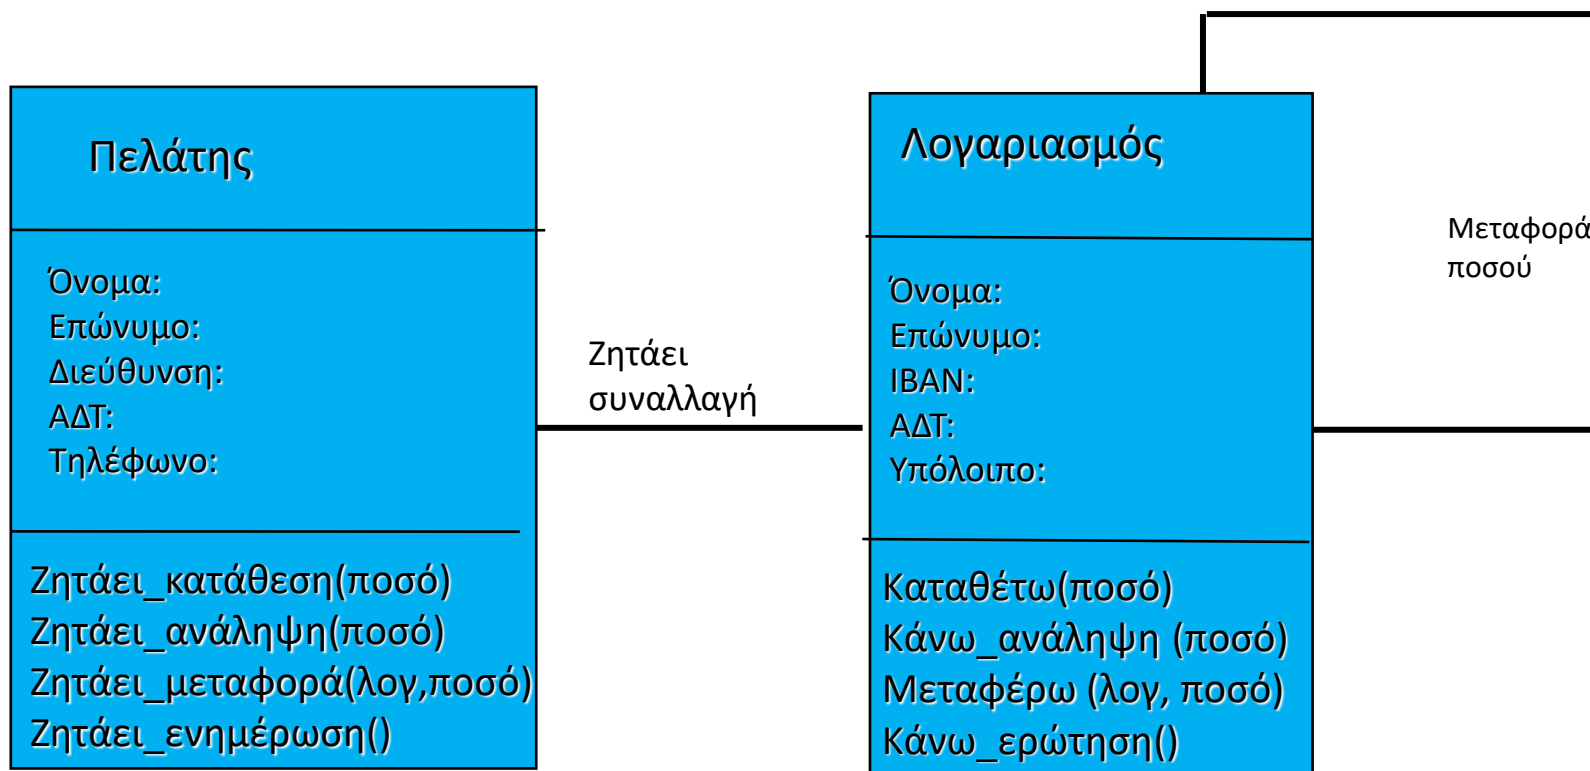 Πελάτης
Όνομα:
Επώνυμο:
Διεύθυνση:
ΑΔΤ:
Τηλέφωνο:
Ζητάει_κατάθεση(ποσό)
Ζητάει_ανάληψη(ποσό)
Ζητάει_μεταφορά(λογ,ποσό)
Ζητάει_ενημέρωση()
Ζητάει
συναλλαγή
Λογαριασμός
Όνομα:
Επώνυμο:
IBAN:
ΑΔΤ:
Υπόλοιπο:
Καταθέτω(ποσό)
Κάνω_ανάληψη (ποσό)
Μεταφέρω (λογ, ποσό)
Κάνω_ερώτηση()
Μεταφορά
ποσού